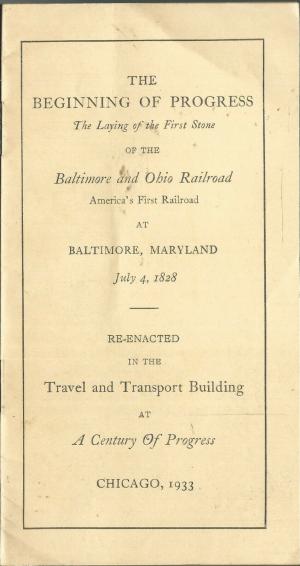 THE
BEGINNING OF PROGRESS
The Laying of the First Stone
OF THE
Baltimore and Ohio Railroad
America's First Railroad
AT
BALTIMORE, MARYLAND
July 4, 1828
RE-ENACTED
IN THE
Travel and Transport Building
AT
A Century Of Progress
CHICAGO, 1933